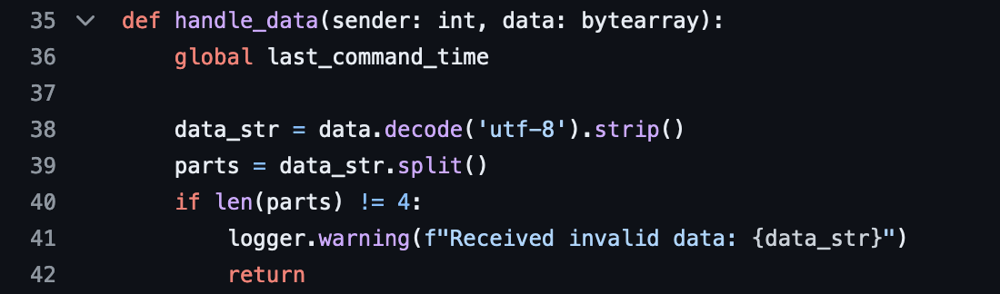 35 def handle_data(sender: int, data: bytearray):
36     global last_command_time
37
38     data_str = data.decode('utf-8').strip()
39     parts = data_str.split()
40     if len(parts) != 4:
41         logger.warning(f"Received invalid data: {data_str}")
42         return